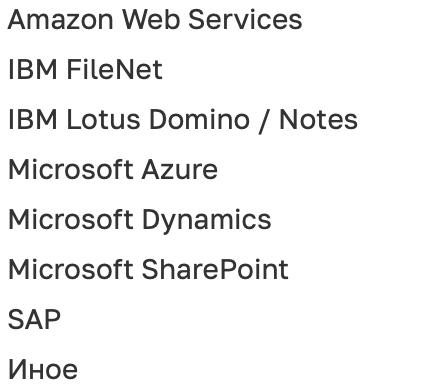 Amazon Web Services
IBM FileNet
IBM Lotus Domino / Notes
Microsoft Azure
Microsoft Dynamics
Microsoft SharePoint
SAP
Иное